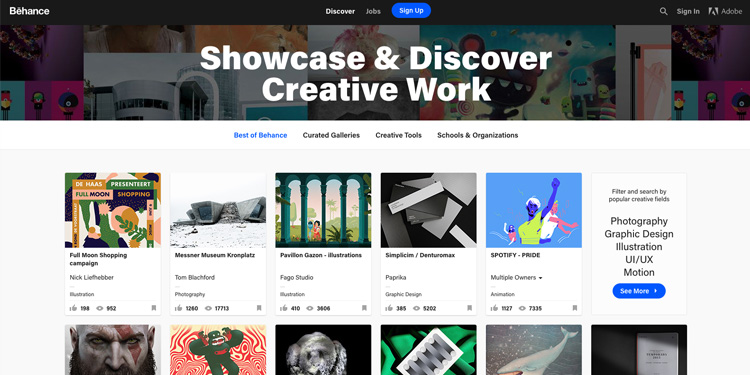 Bēhance
Discover
Jobs
Sign Up
Sign In
Adobe
Showcase & Discover
Creative Work
Best of Behance
Curated Galleries
Creative Tools
Schools & Organizations
DE HAAS PRESENTEERT
FULL MOON SHOPPING
Full Moon Shopping
campaign
Nick Liefhebber
Illustration
198
952
Messner Museum Kronplatz
Tom Blachford
Photography
1260
17713
Pavillon Gazon - illustrations
Fago Studio
Illustration
410
3606
Simplicim / Denturomax
Paprika
Graphic Design
385
5202
SPOTIFY - PRIDE
Multiple Owners
Animation
1127
7335
Filter and search by
popular creative fields
Photography
Graphic Design
Illustration
UI/UX
Motion
See More